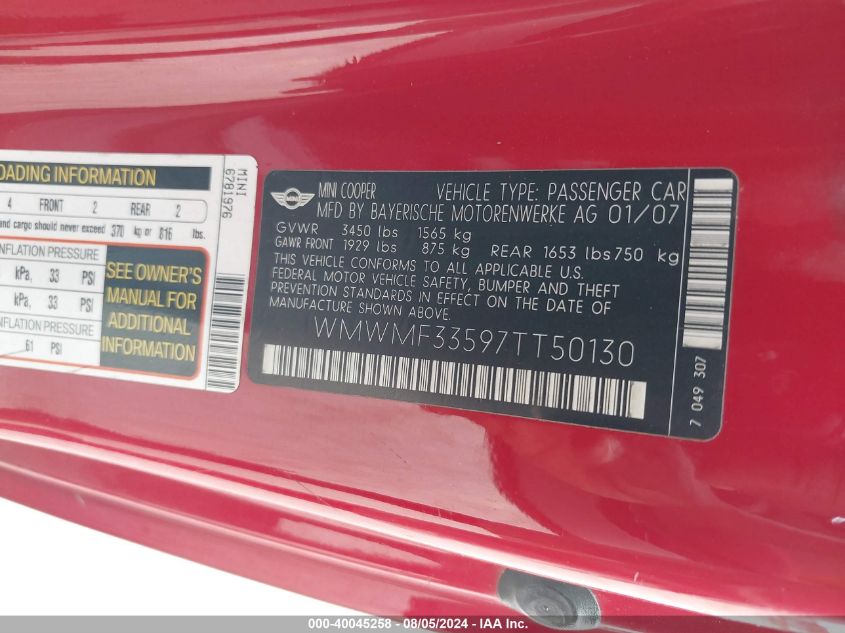 OADING INFORMATION
4 FRONT 2 REAR 2
and cargo should never exceed 370 kg or 816 lbs.
NFLATION PRESSURE
kPa, 33 PSI
kPa, 33 PSI
NFLATION PRESSURE
61 PSI
SEE OWNER'S
MANUAL FOR
ADDITIONAL
INFORMATION
MINI
6781976
MINI
MINI COOPER VEHICLE TYPE: PASSENGER CAR
MFD BY BAYERISCHE MOTORENWERKE AG 01/07
GVWR 3450 lbs 1565 kg
GAWR FRONT 1929 lbs 875 kg REAR 1653 lbs 750 kg
THIS VEHICLE CONFORMS TO ALL APPLICABLE U.S.
FEDERAL MOTOR VEHICLE SAFETY, BUMPER AND THEFT
PREVENTION STANDARDS IN EFFECT ON THE DATE OF
MANUFACTURE SHOWN ABOVE.
WMWMF33597TT50130
7 049 307
000-40045258 - 08/05/2024 - Copyright © 2024 IAA, Inc.